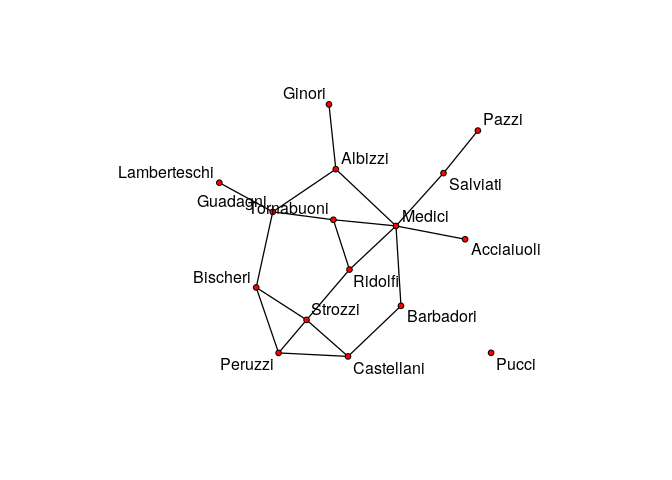 Ginori
Pazzi
Albizzi
Lamberteschi
Salviati
Guadagni
Tornabuoni
Medici
Acciaiuoli
Bischeri
Ridolfi
Strozzi
Barbadori
Peruzzi
Castellani
Pucci